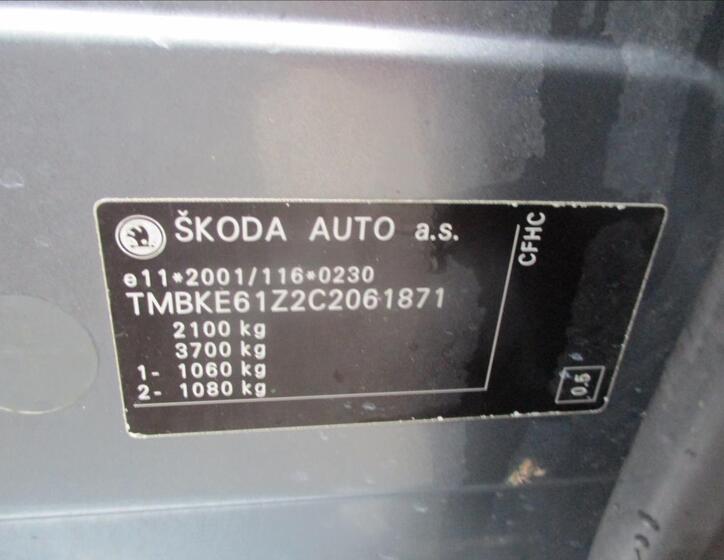 ŠKODA AUTO a.s.
CFHC
e11*2001/116*0230
TMBKE61Z2C2061871
2100 kg
3700 kg
1- 1060 kg
2- 1080 kg
0.5